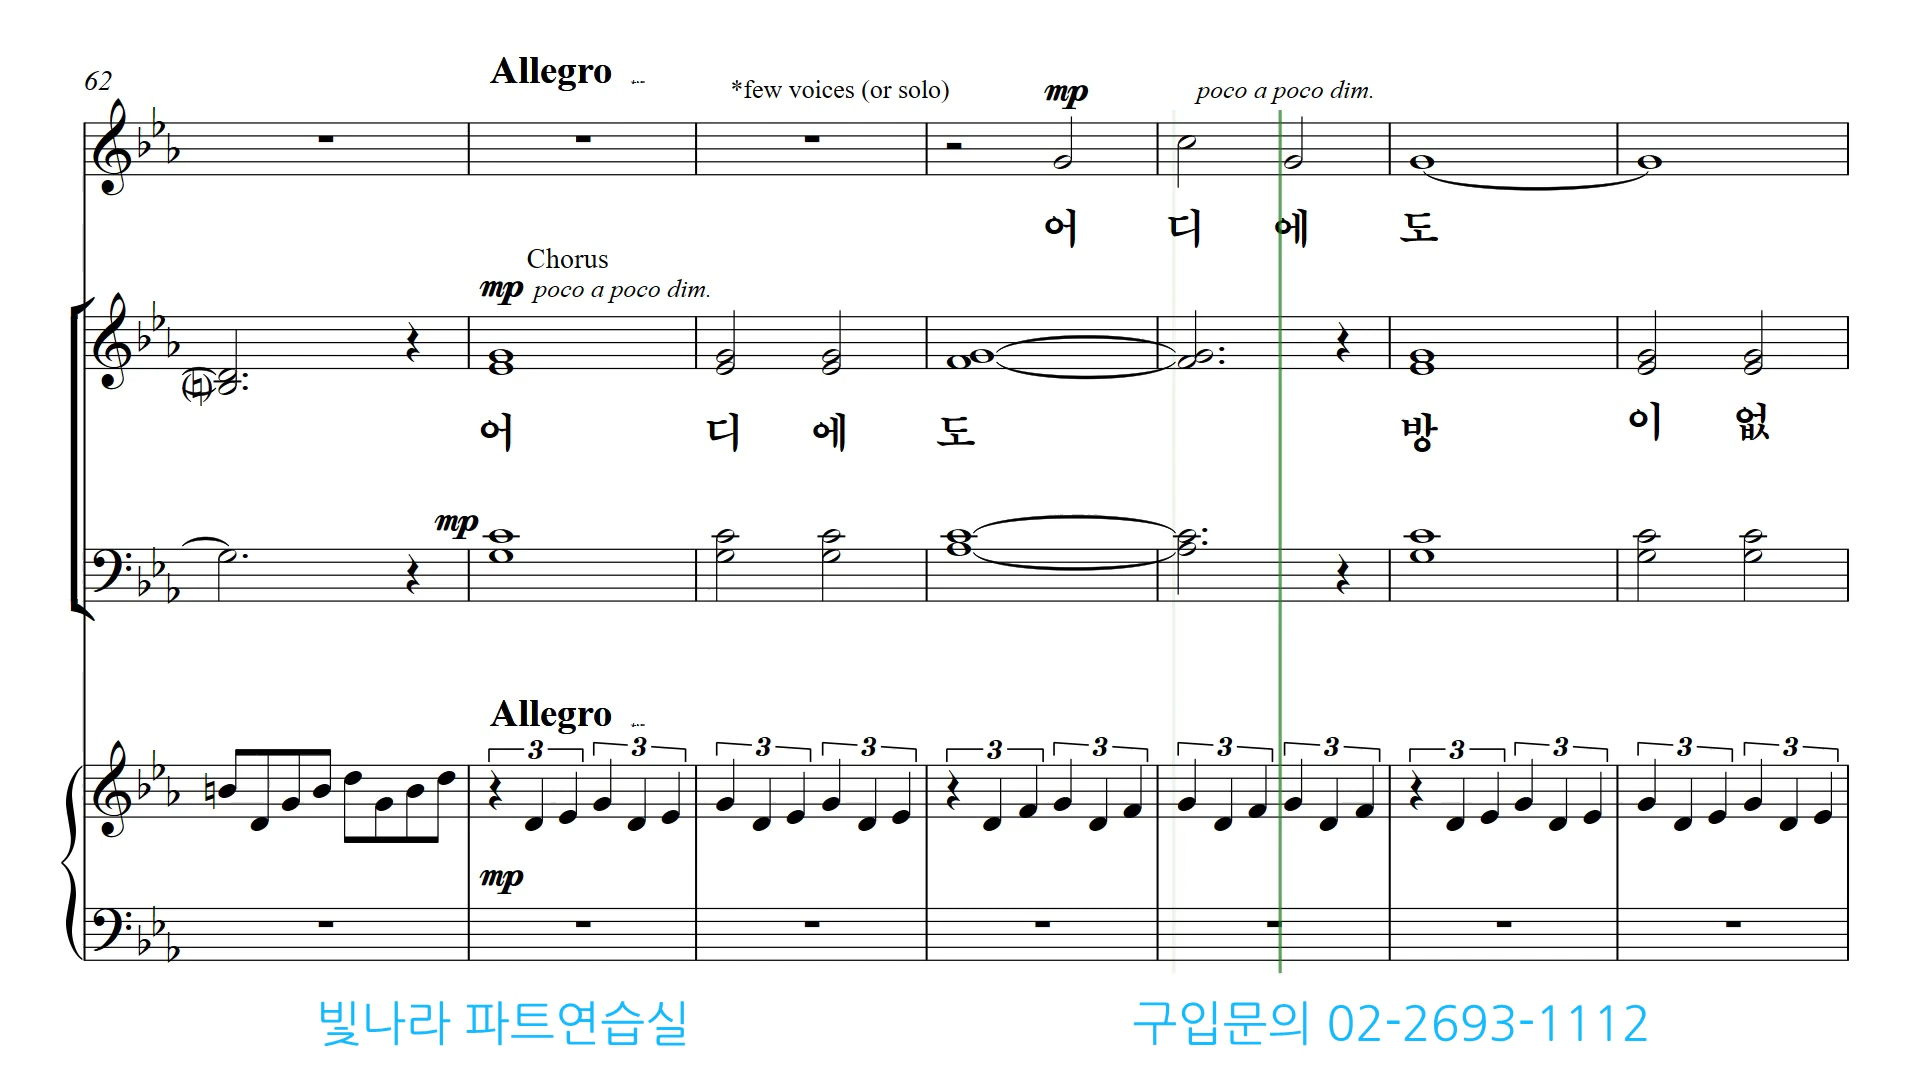 62
Allegro
*few voices (or solo)
mp
poco a poco dim.
어 디 에 도
Chorus
mp poco a poco dim.
어 디 에 도 방 이 없
mp
Allegro
3 3 3 3 3 3 3 3 3 3 3 3
mp
빛나라 파트연습실
구입문의 02-2693-1112